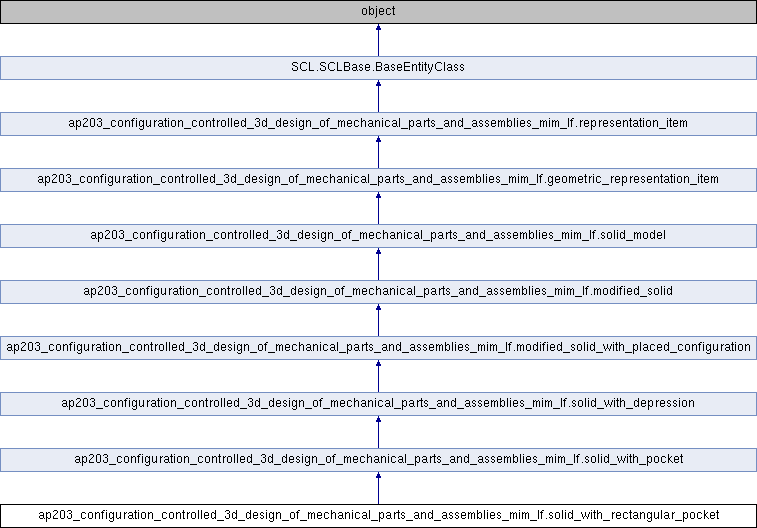 object
SCL.SCLBase.BaseEntityClass
ap203_configuration_controlled_3d_design_of_mechanical_parts_and_assemblies_mim_lf.representation_item
ap203_configuration_controlled_3d_design_of_mechanical_parts_and_assemblies_mim_lf.geometric_representation_item
ap203_configuration_controlled_3d_design_of_mechanical_parts_and_assemblies_mim_lf.solid_model
ap203_configuration_controlled_3d_design_of_mechanical_parts_and_assemblies_mim_lf.modified_solid
ap203_configuration_controlled_3d_design_of_mechanical_parts_and_assemblies_mim_lf.modified_solid_with_placed_configuration
ap203_configuration_controlled_3d_design_of_mechanical_parts_and_assemblies_mim_lf.solid_with_depression
ap203_configuration_controlled_3d_design_of_mechanical_parts_and_assemblies_mim_lf.solid_with_pocket
ap203_configuration_controlled_3d_design_of_mechanical_parts_and_assemblies_mim_lf.solid_with_rectangular_pocket